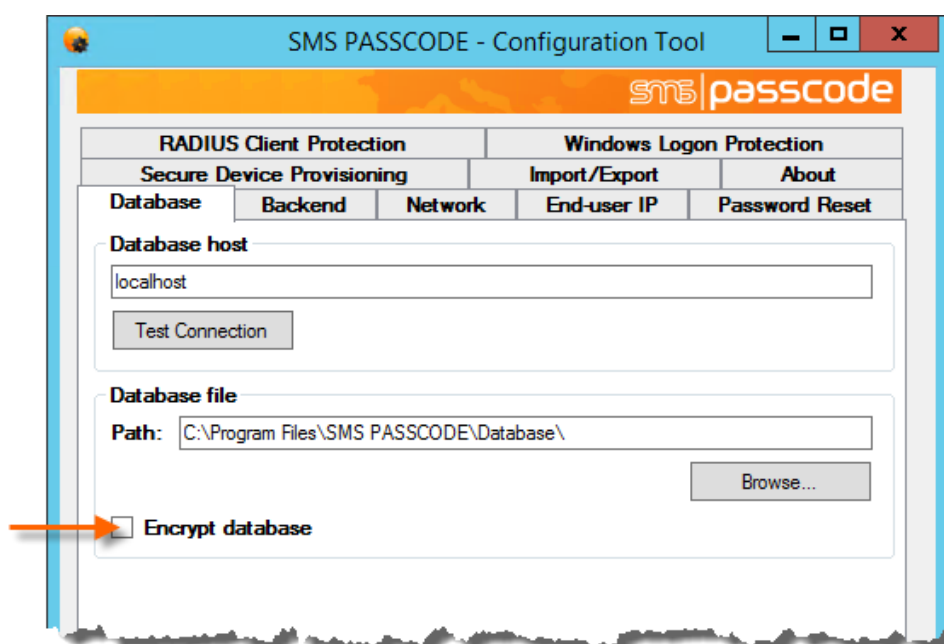 SMS PASSCODE - Configuration Tool
sms|passcode
RADIUS Client Protection Windows Logon Protection
Secure Device Provisioning Import/Export About
Database Backend Network End-user IP Password Reset
Database host
localhost
Test Connection
Database file
Path: C:\Program Files\SMS PASSCODE\Database\
Browse...
Encrypt database